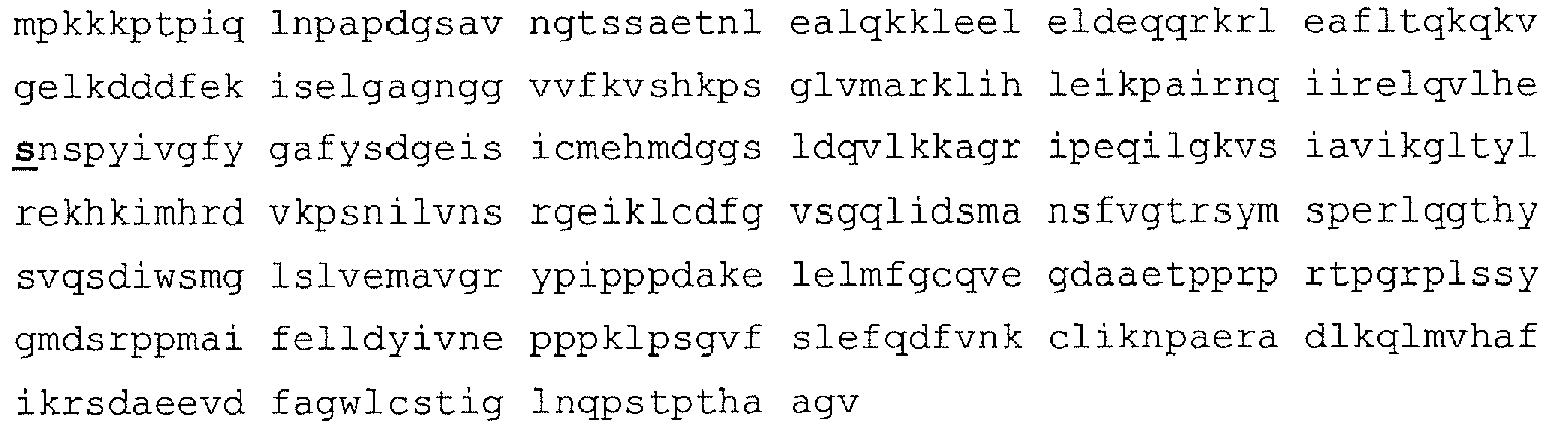 mpkkkptpiq lnpapdgsav ngtssaetnl ealqkkleel eldeqqrkrl eafltqkqkv
gelkdddfek iselgagngg vvfkvshkps glvmarklih leikpairnq iirelqvlhe
snspyivgfy gafysdgeis icmehmdggs ldqvlkkagr ipeqilgkvs iavikgltyl
rekhkimhrd vkpsnilvns rgeiklcdfg vsgqlidsma nsfvgtrsym sperlqgthy
svqsdiwsmg lslvemavgr ypipppdake lelmfgcqve gdaaetpprp rtpgrplssy
gmdsrppmai felldyivne pppklpsgvf slefqdfvnk cliknpaera dlkqlmvhaf
ikrsdaeevd fagwlcstig lnqpstptha agv